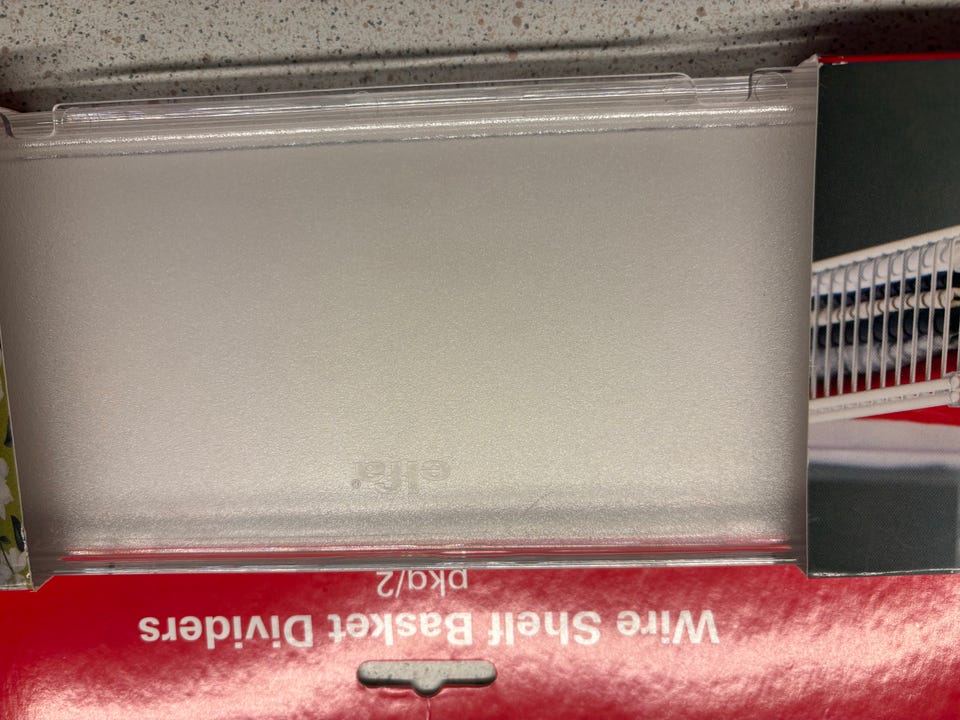 Wire Shelf Basket Dividers
pkg/2
elfa®